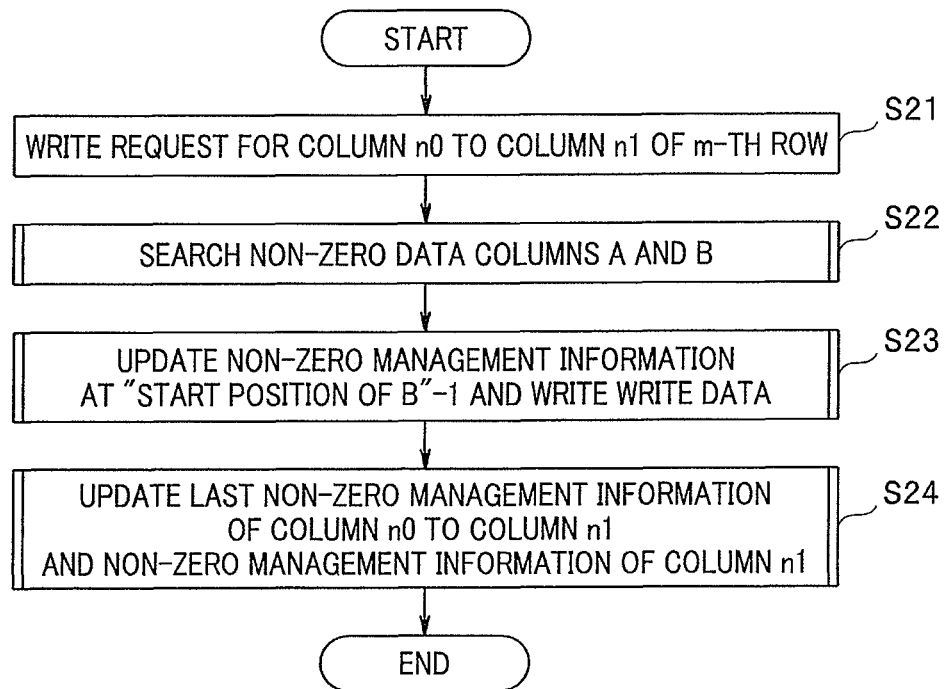 START
S21
WRITE REQUEST FOR COLUMN n0 TO COLUMN n1 OF m-TH ROW
S22
SEARCH NON-ZERO DATA COLUMNS A AND B
S23
UPDATE NON-ZERO MANAGEMENT INFORMATION
AT "START POSITION OF B"-1 AND WRITE WRITE DATA
S24
UPDATE LAST NON-ZERO MANAGEMENT INFORMATION
OF COLUMN n0 TO COLUMN n1
AND NON-ZERO MANAGEMENT INFORMATION OF COLUMN n1
END